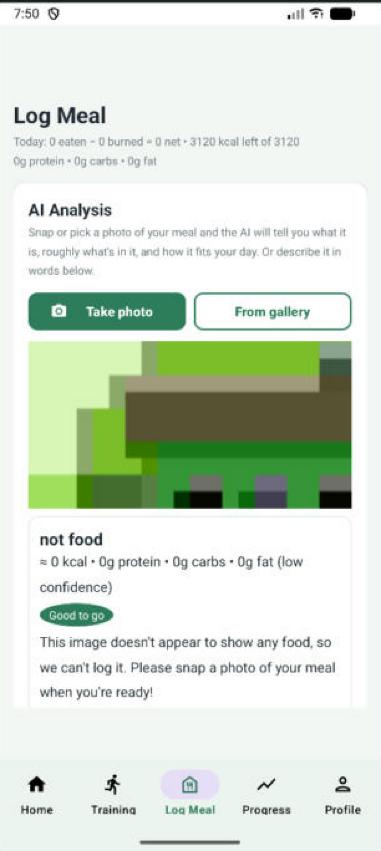 7:50
Log Meal
Today: 0 eaten − 0 burned = 0 net • 3120 kcal left of 3120
0g protein • 0g carbs • 0g fat
AI Analysis
Snap or pick a photo of your meal and the AI will tell you what it
is, roughly what's in it, and how it fits your day. Or describe it in
words below.
Take photo
From gallery
not food
≈ 0 kcal • 0g protein • 0g carbs • 0g fat (low
confidence)
Good to go
This image doesn't appear to show any food, so
we can't log it. Please snap a photo of your meal
when you're ready!
Home
Training
Log Meal
Progress
Profile